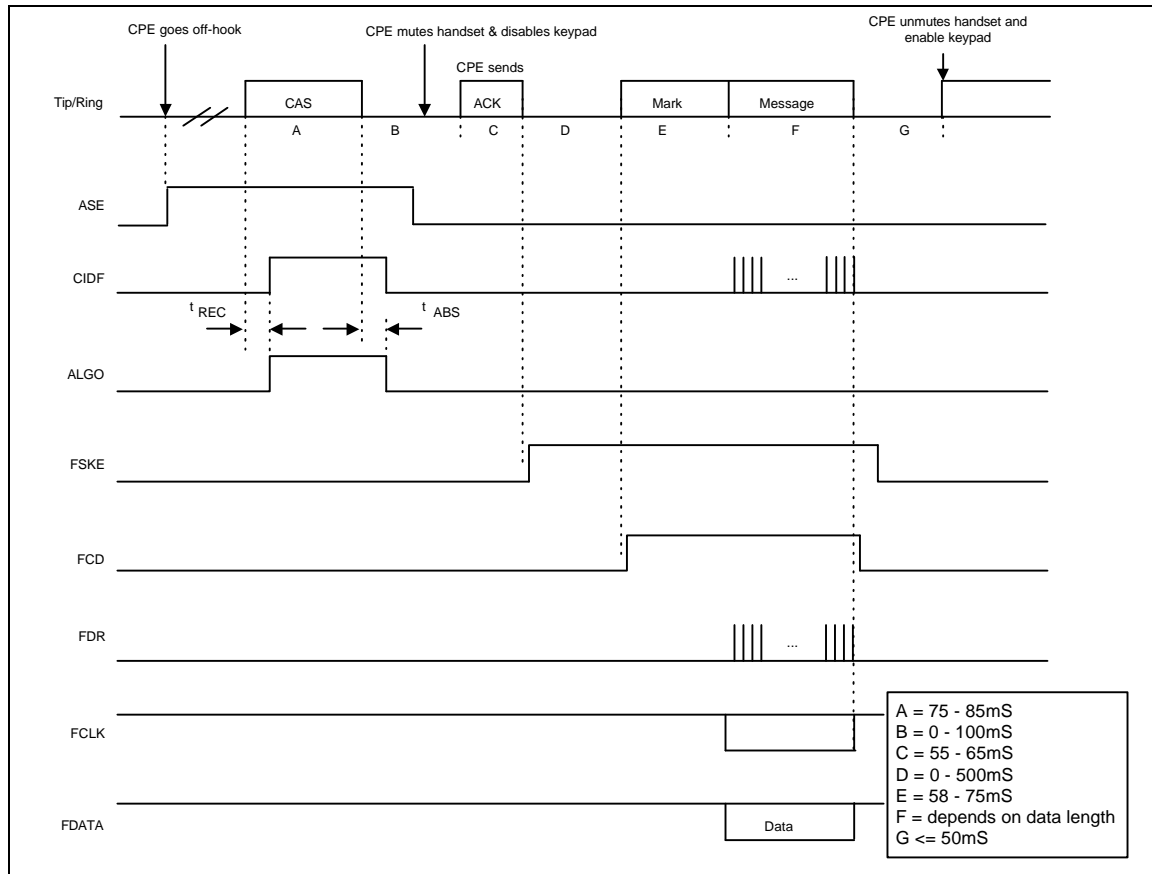 CPE goes off-hook
CPE mutes handset & disables keypad
CPE unmutes handset and
enable keypad
CPE sends
Tip/Ring
CAS
ACK
Mark
Message
A
B
C
D
E
F
G
ASE
CIDF
...
t REC
t ABS
ALGO
FSKE
FCD
FDR
...
FCLK
FDATA
Data
A = 75 - 85mS
B = 0 - 100mS
C = 55 - 65mS
D = 0 - 500mS
E = 58 - 75mS
F = depends on data length
G <= 50mS